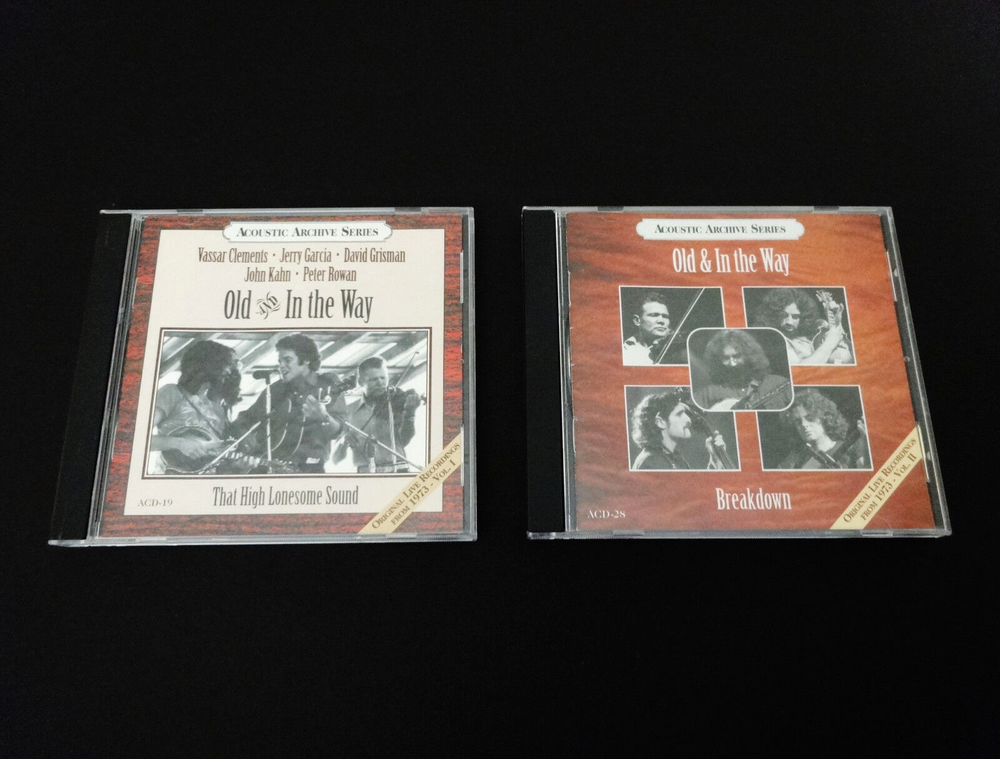 ACOUSTIC ARCHIVE SERIES
Vassar Clements • Jerry Garcia • David Grisman
John Kahn • Peter Rowan
Old AND In the Way
That High Lonesome Sound
ACD-19
ORIGINAL LIVE RECORDINGS
FROM 1973 - VOL. I
ACOUSTIC ARCHIVE SERIES
Old & In the Way
Breakdown
ACD-28
ORIGINAL LIVE RECORDINGS
FROM 1973 - VOL. II